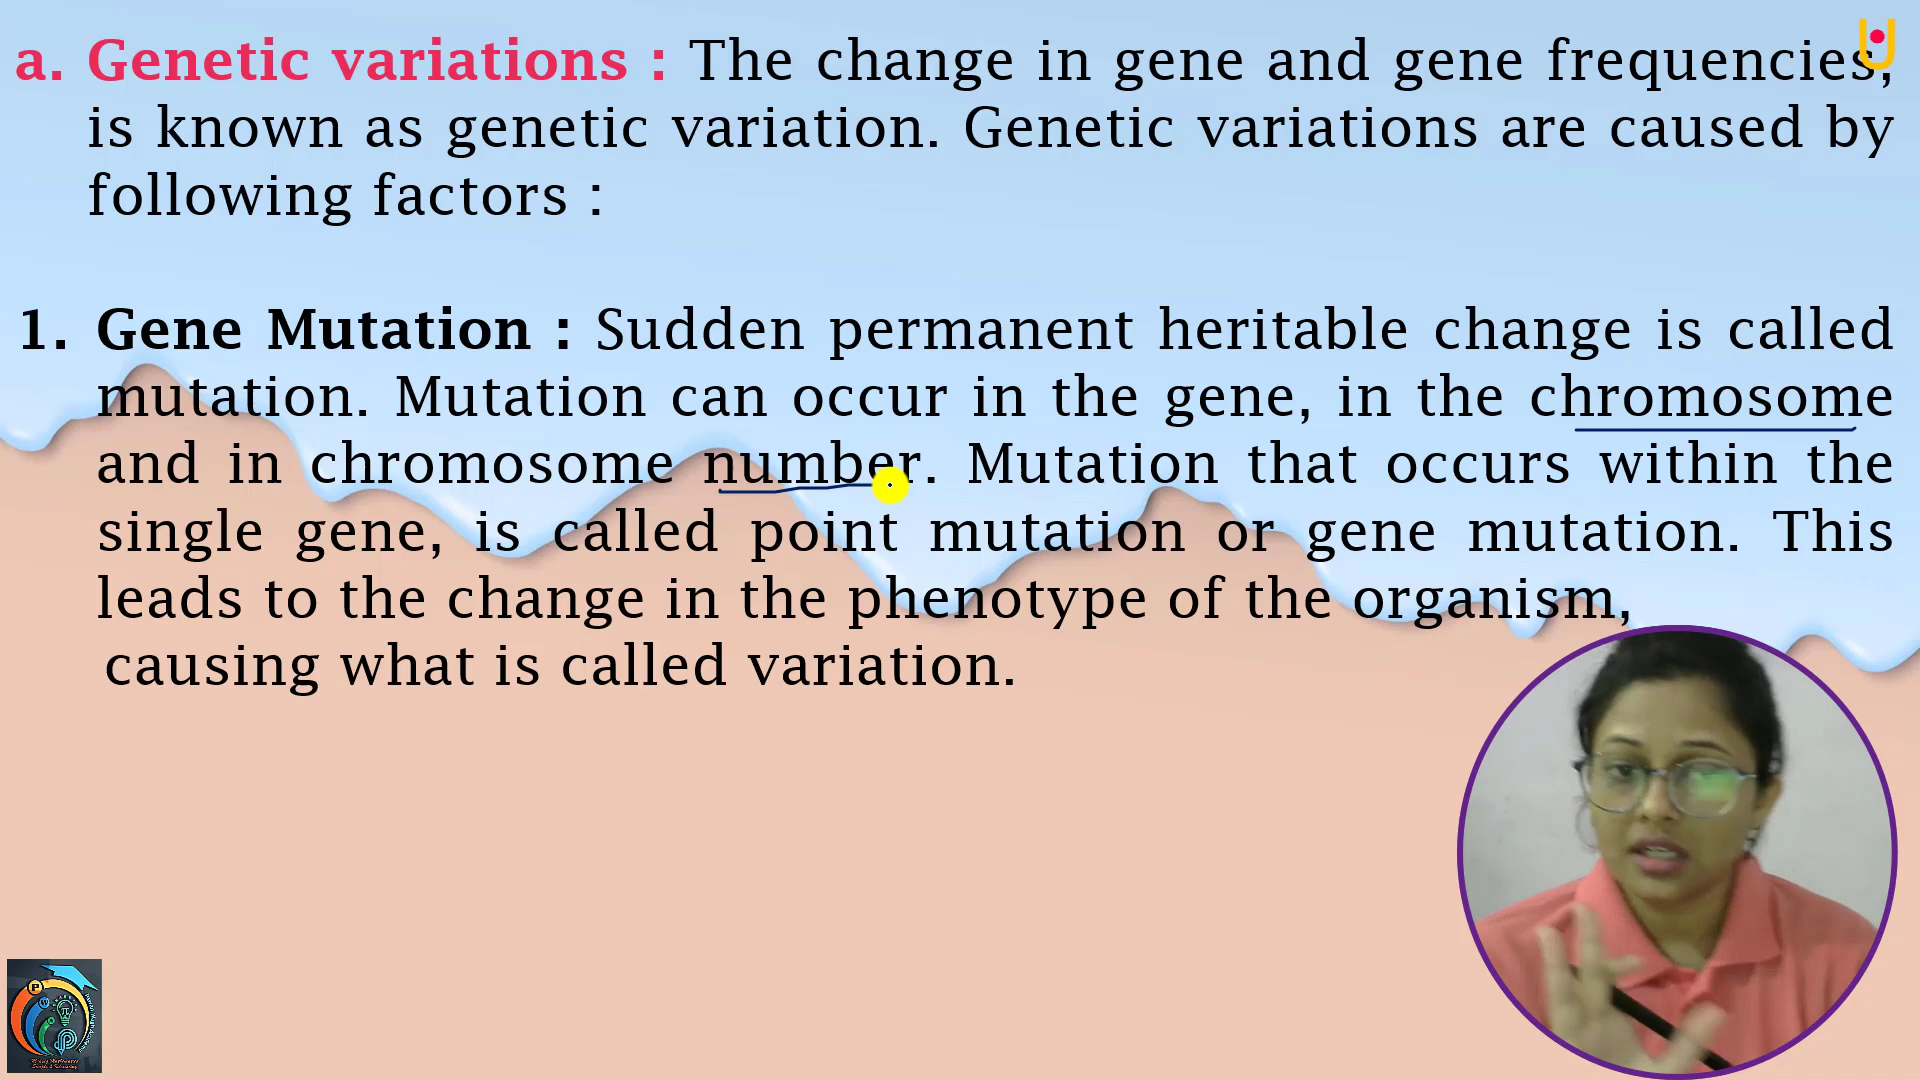 a. Genetic variations : The change in gene and gene frequencies,
is known as genetic variation. Genetic variations are caused by
following factors :
1. Gene Mutation : Sudden permanent heritable change is called
mutation. Mutation can occur in the gene, in the chromosome
and in chromosome number. Mutation that occurs within the
single gene, is called point mutation or gene mutation. This
leads to the change in the phenotype of the organism,
causing what is called variation.